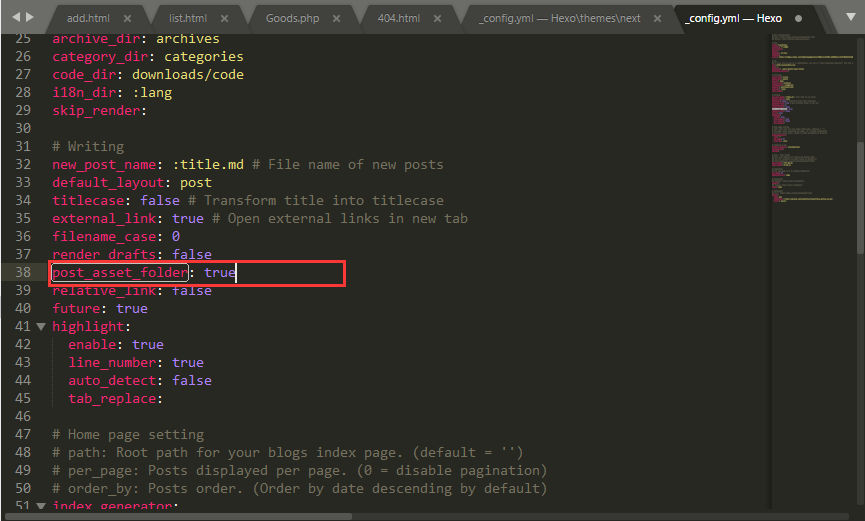 add.html
list.html
Goods.php
404.html
_config.yml — Hexo\themes\next
_config.yml — Hexo
25 archive_dir: archives
26 category_dir: categories
27 code_dir: downloads/code
28 i18n_dir: :lang
29 skip_render:
30
31 # Writing
32 new_post_name: :title.md # File name of new posts
33 default_layout: post
34 titlecase: false # Transform title into titlecase
35 external_link: true # Open external links in new tab
36 filename_case: 0
37 render_drafts: false
38 post_asset_folder: true
39 relative_link: false
40 future: true
41 highlight:
42 enable: true
43 line_number: true
44 auto_detect: false
45 tab_replace:
46
47 # Home page setting
48 # path: Root path for your blogs index page. (default = '')
49 # per_page: Posts displayed per page. (0 = disable pagination)
50 # order_by: Posts order. (Order by date descending by default)
51 index_generator: